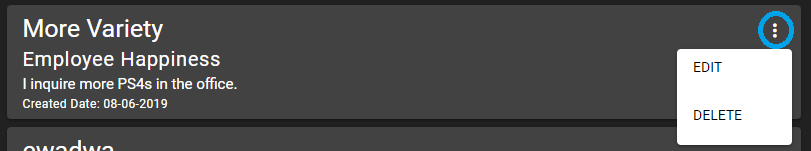 More Variety
Employee Happiness
I inquire more PS4s in the office.
Created Date: 08-06-2019
EDIT
DELETE